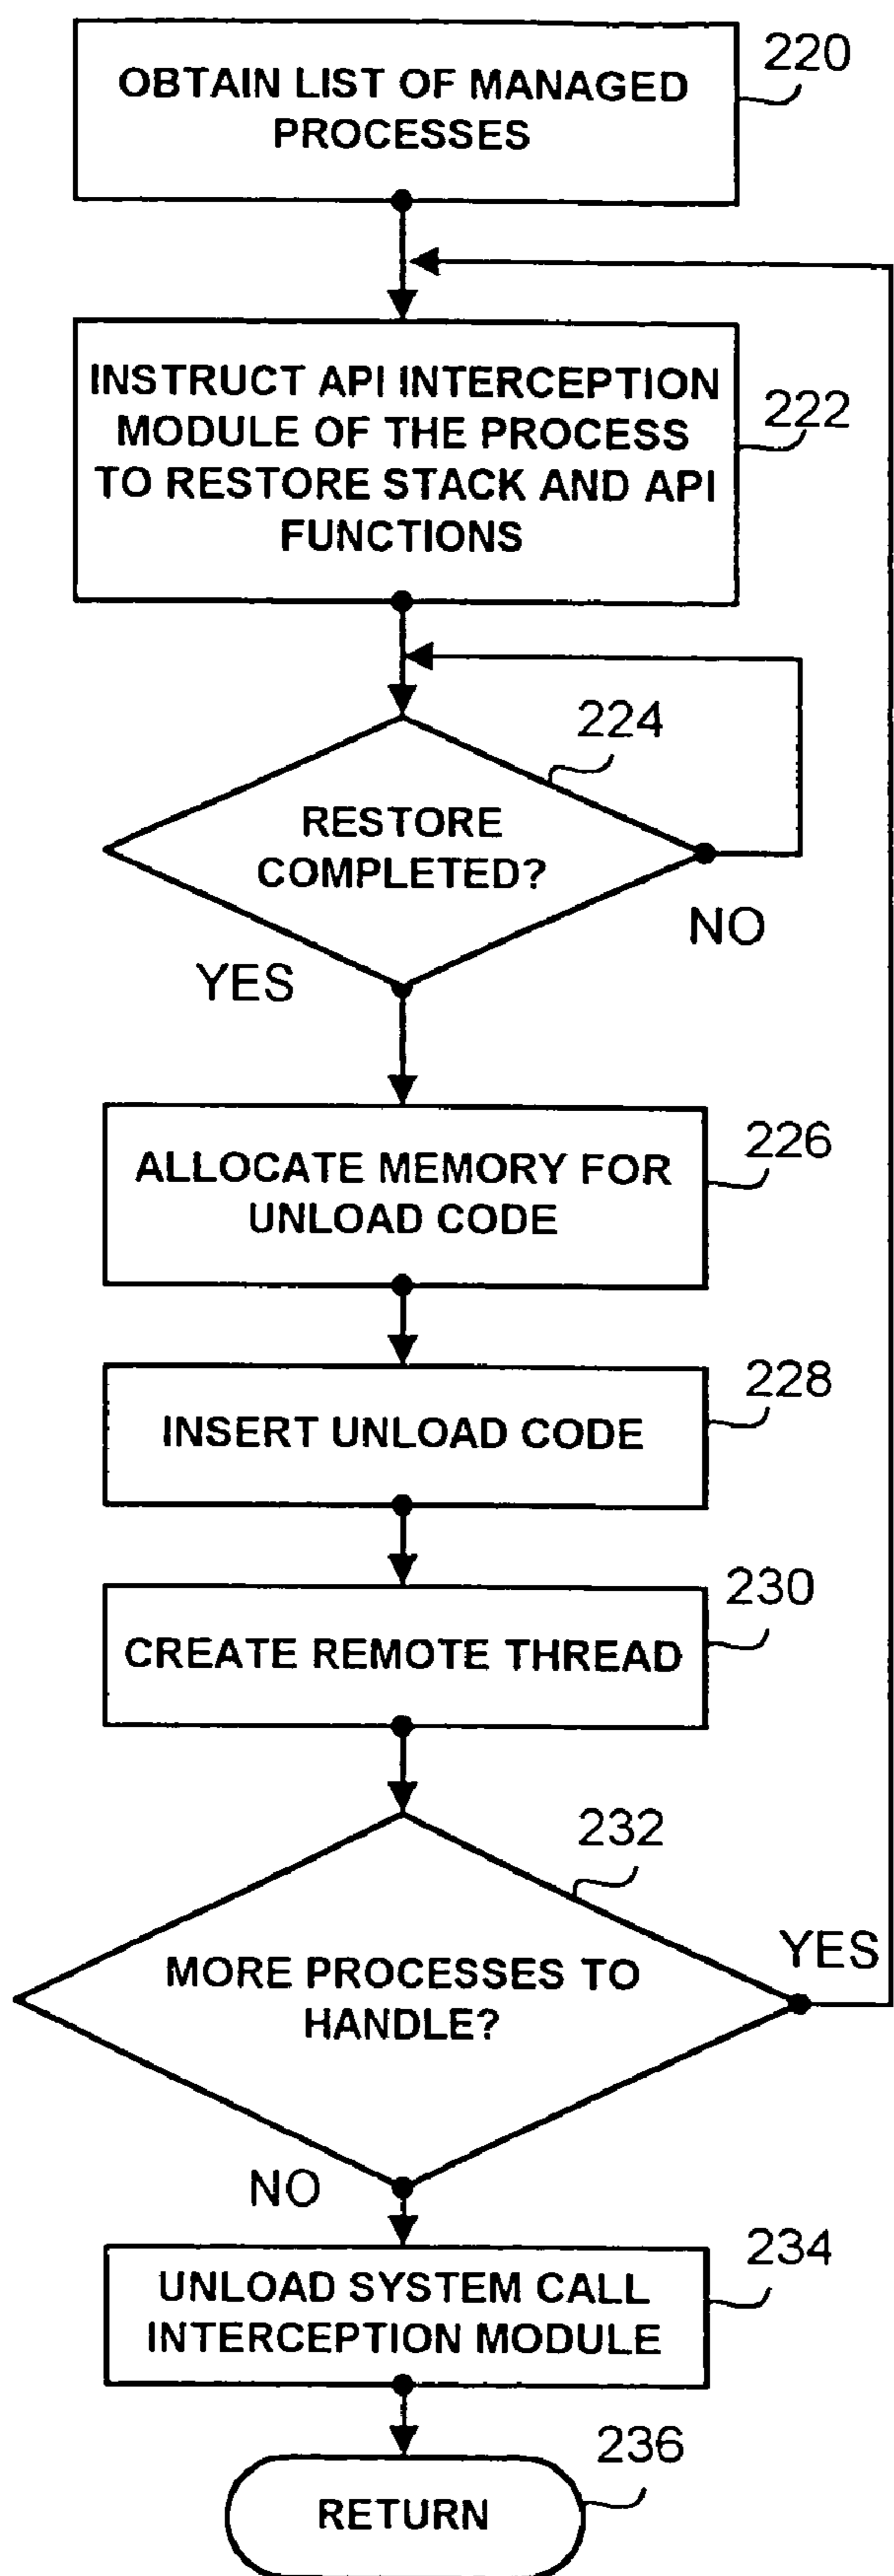 OBTAIN LIST OF MANAGED
PROCESSES
220
INSTRUCT API INTERCEPTION
MODULE OF THE PROCESS
TO RESTORE STACK AND API
FUNCTIONS
222
224
RESTORE
COMPLETED?
NO
YES
ALLOCATE MEMORY FOR
UNLOAD CODE
226
INSERT UNLOAD CODE
228
CREATE REMOTE THREAD
230
232
MORE PROCESSES TO
HANDLE?
YES
NO
UNLOAD SYSTEM CALL
INTERCEPTION MODULE
234
RETURN
236